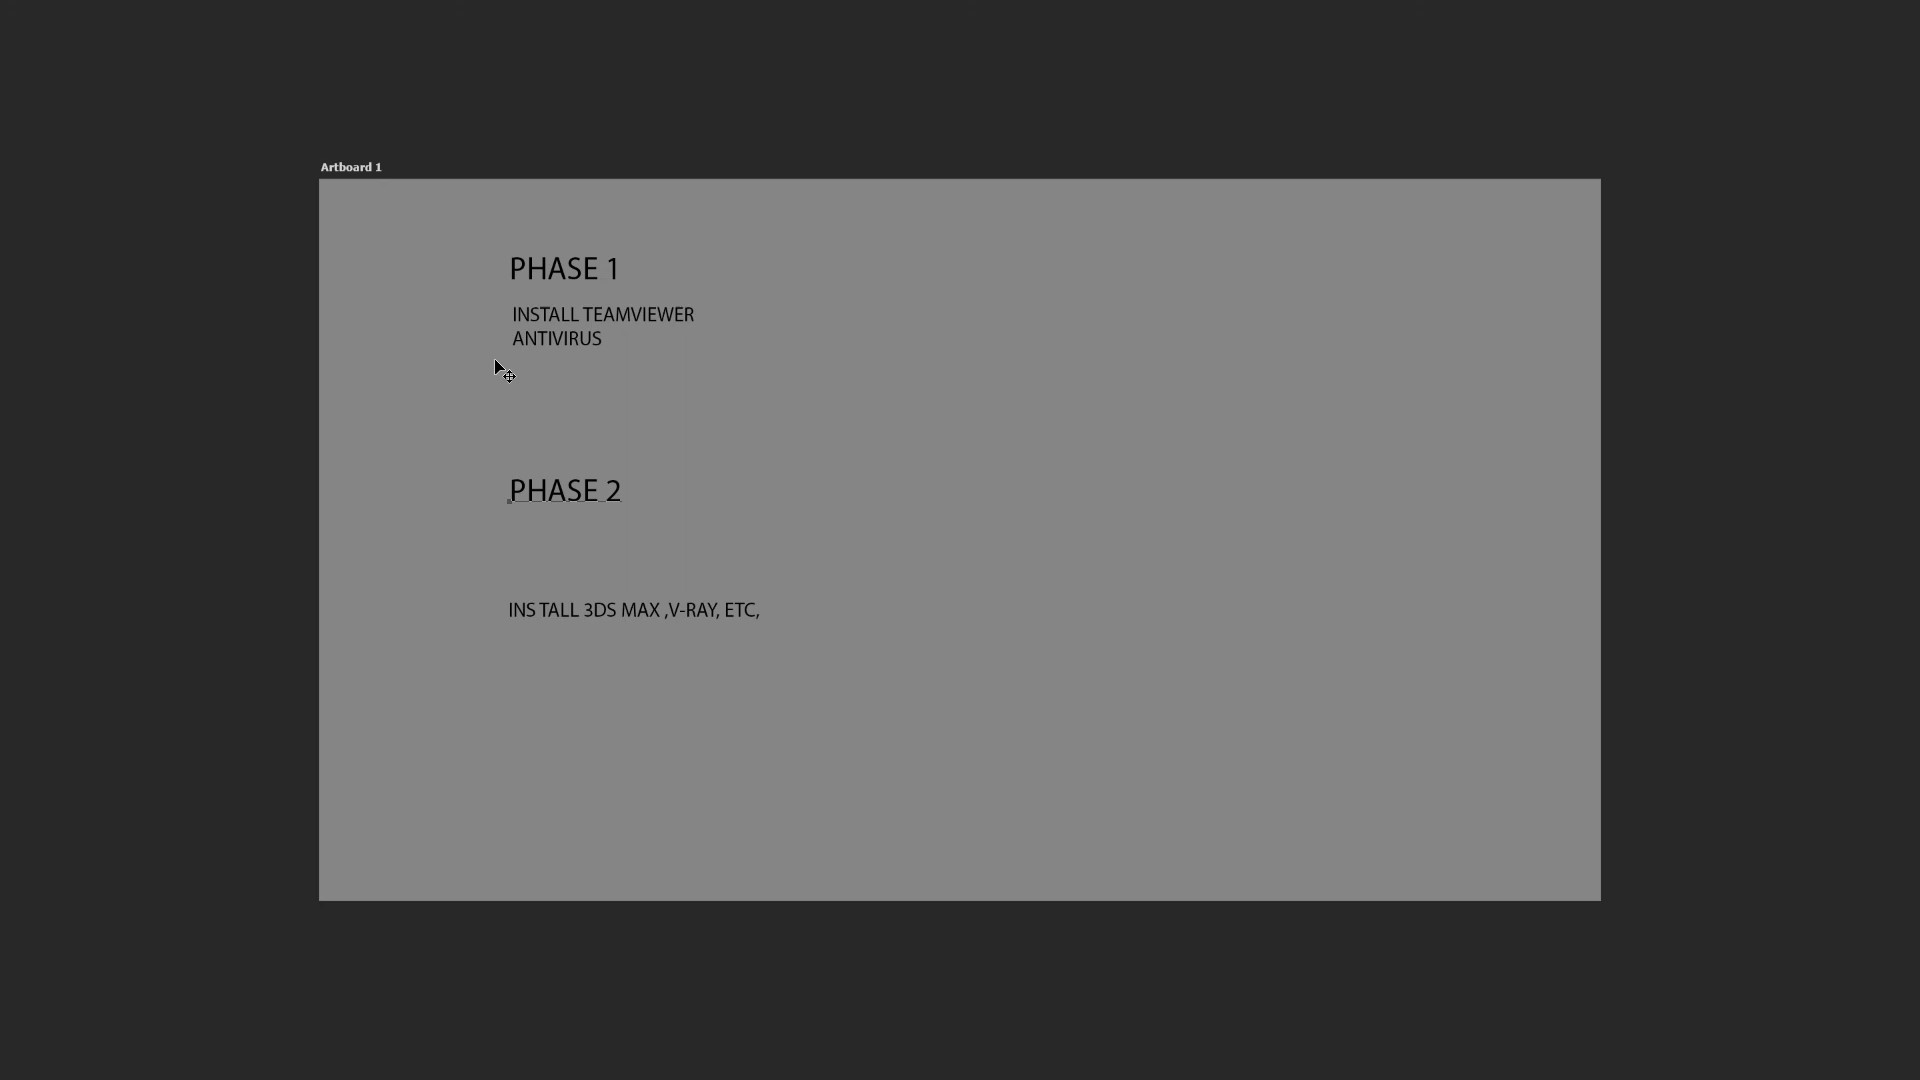 Artboard 1
PHASE 1
INSTALL TEAMVIEWER
ANTIVIRUS
PHASE 2
INS TALL 3DS MAX ,V-RAY, ETC,